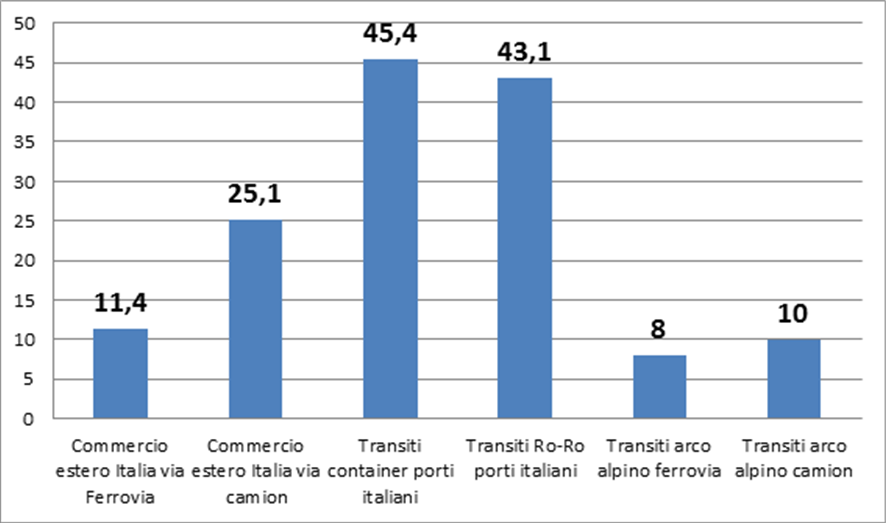 50
45
40
35
30
25
20
15
10
5
0
11,4
25,1
45,4
43,1
8
10
Commercio
estero Italia via
Ferrovia
Commercio
estero Italia via
camion
Transiti
container porti
italiani
Transiti Ro-Ro
porti italiani
Transiti arco
alpino ferrovia
Transiti arco
alpino camion